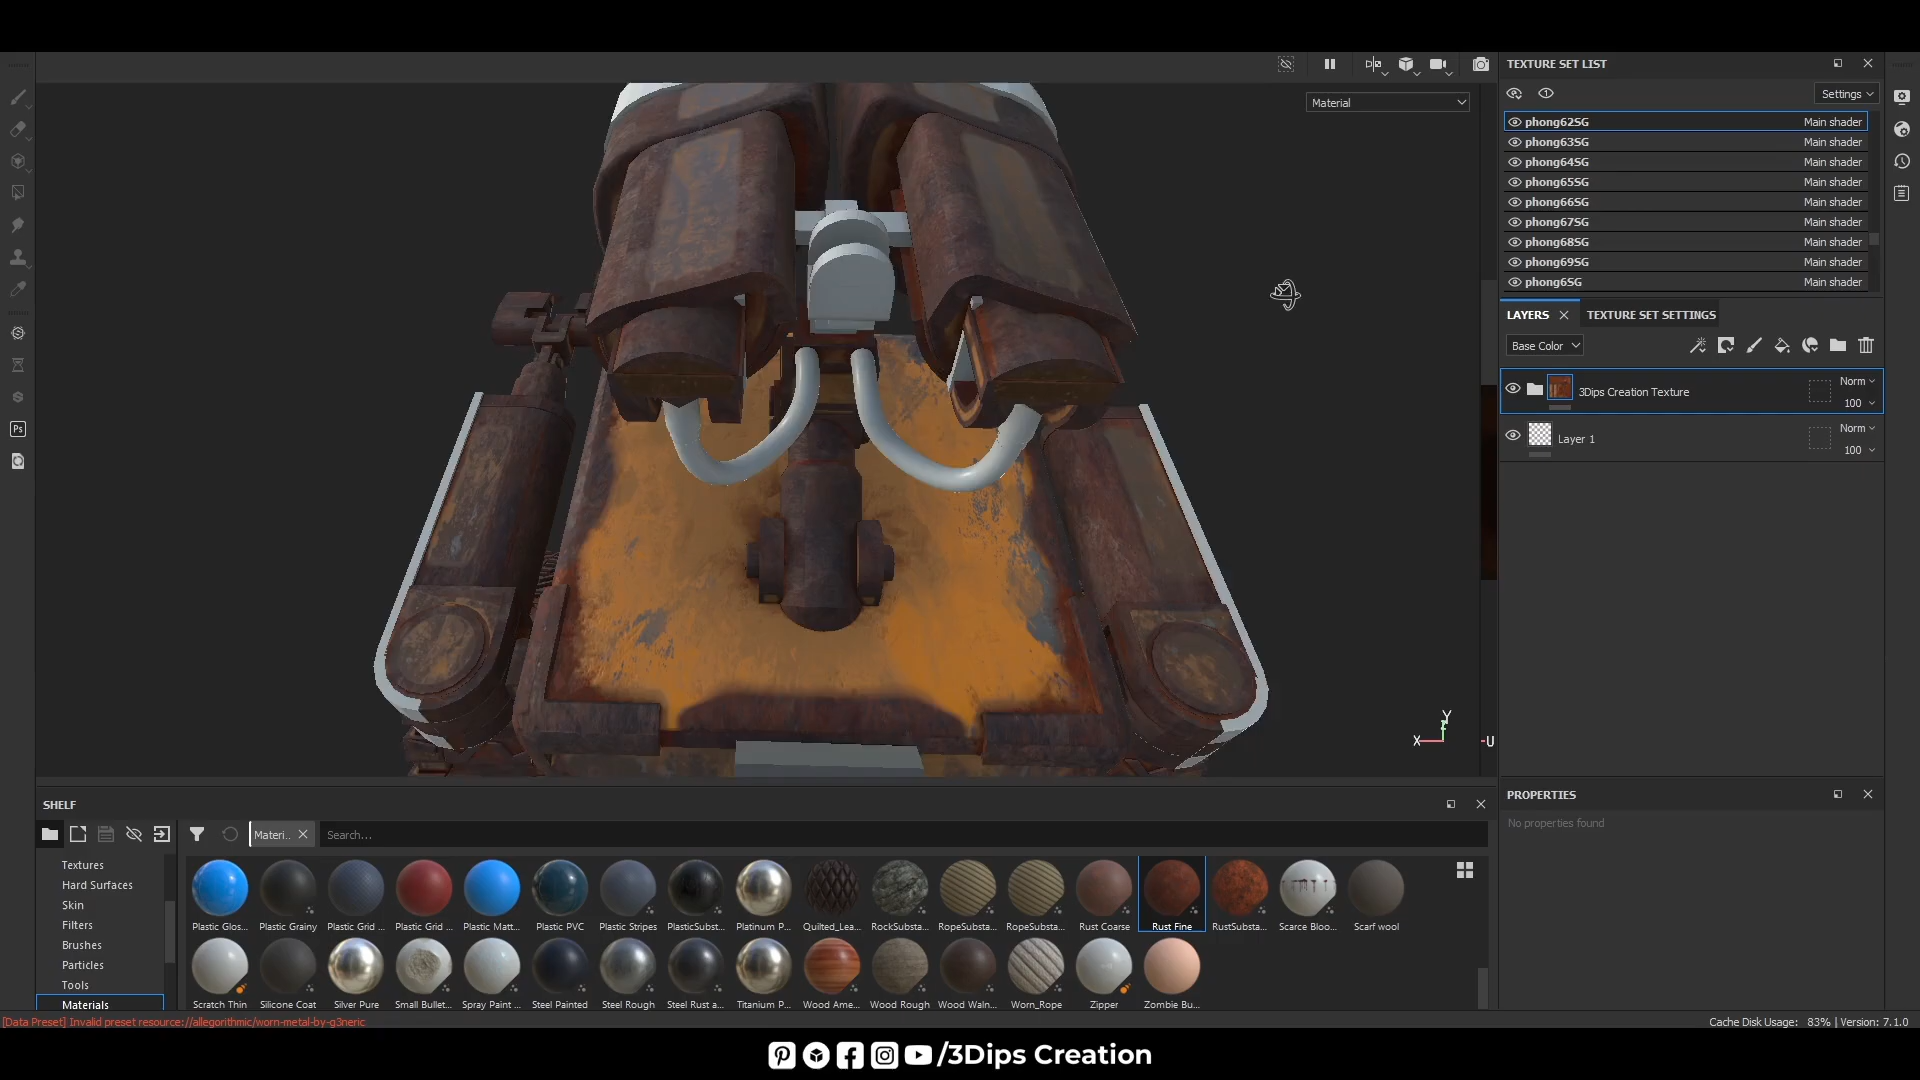 TEXTURE SET LIST
Material
Settings
phong62SG Main shader
phong63SG Main shader
phong64SG Main shader
phong65SG Main shader
phong66SG Main shader
phong67SG Main shader
phong68SG Main shader
phong69SG Main shader
phong6SG Main shader
LAYERS TEXTURE SET SETTINGS
Base Color
3Dips Creation Texture Norm 100
Layer 1 Norm 100
Ps
Y
X
U
SHELF
PROPERTIES
No properties found
Materi... Search...
Textures
Hard Surfaces
Skin
Filters
Brushes
Particles
Tools
Materials
Plastic Glos... Plastic Grainy Plastic Grid ... Plastic Grid ... Plastic Matt... Plastic PVC Plastic Stripes PlasticSubst... Platinum P... Quilted_Lea... RockSubsta... RopeSubsta... RopeSubsta... Rust Coarse Rust Fine RustSubsta... Scarce Bloo... Scarf wool
Scratch Thin Silicone Coat Silver Pure Small Bullet... Spray Paint ... Steel Painted Steel Rough Steel Rust a... Titanium P... Wood Ame... Wood Rough Wood Waln... Worn_Rope Zipper Zombie Bu...
[Data Preset] Invalid preset resource://allegorithmic/worn-metal-by-g3neric
Cache Disk Usage: 83% | Version: 7.1.0
/3Dips Creation